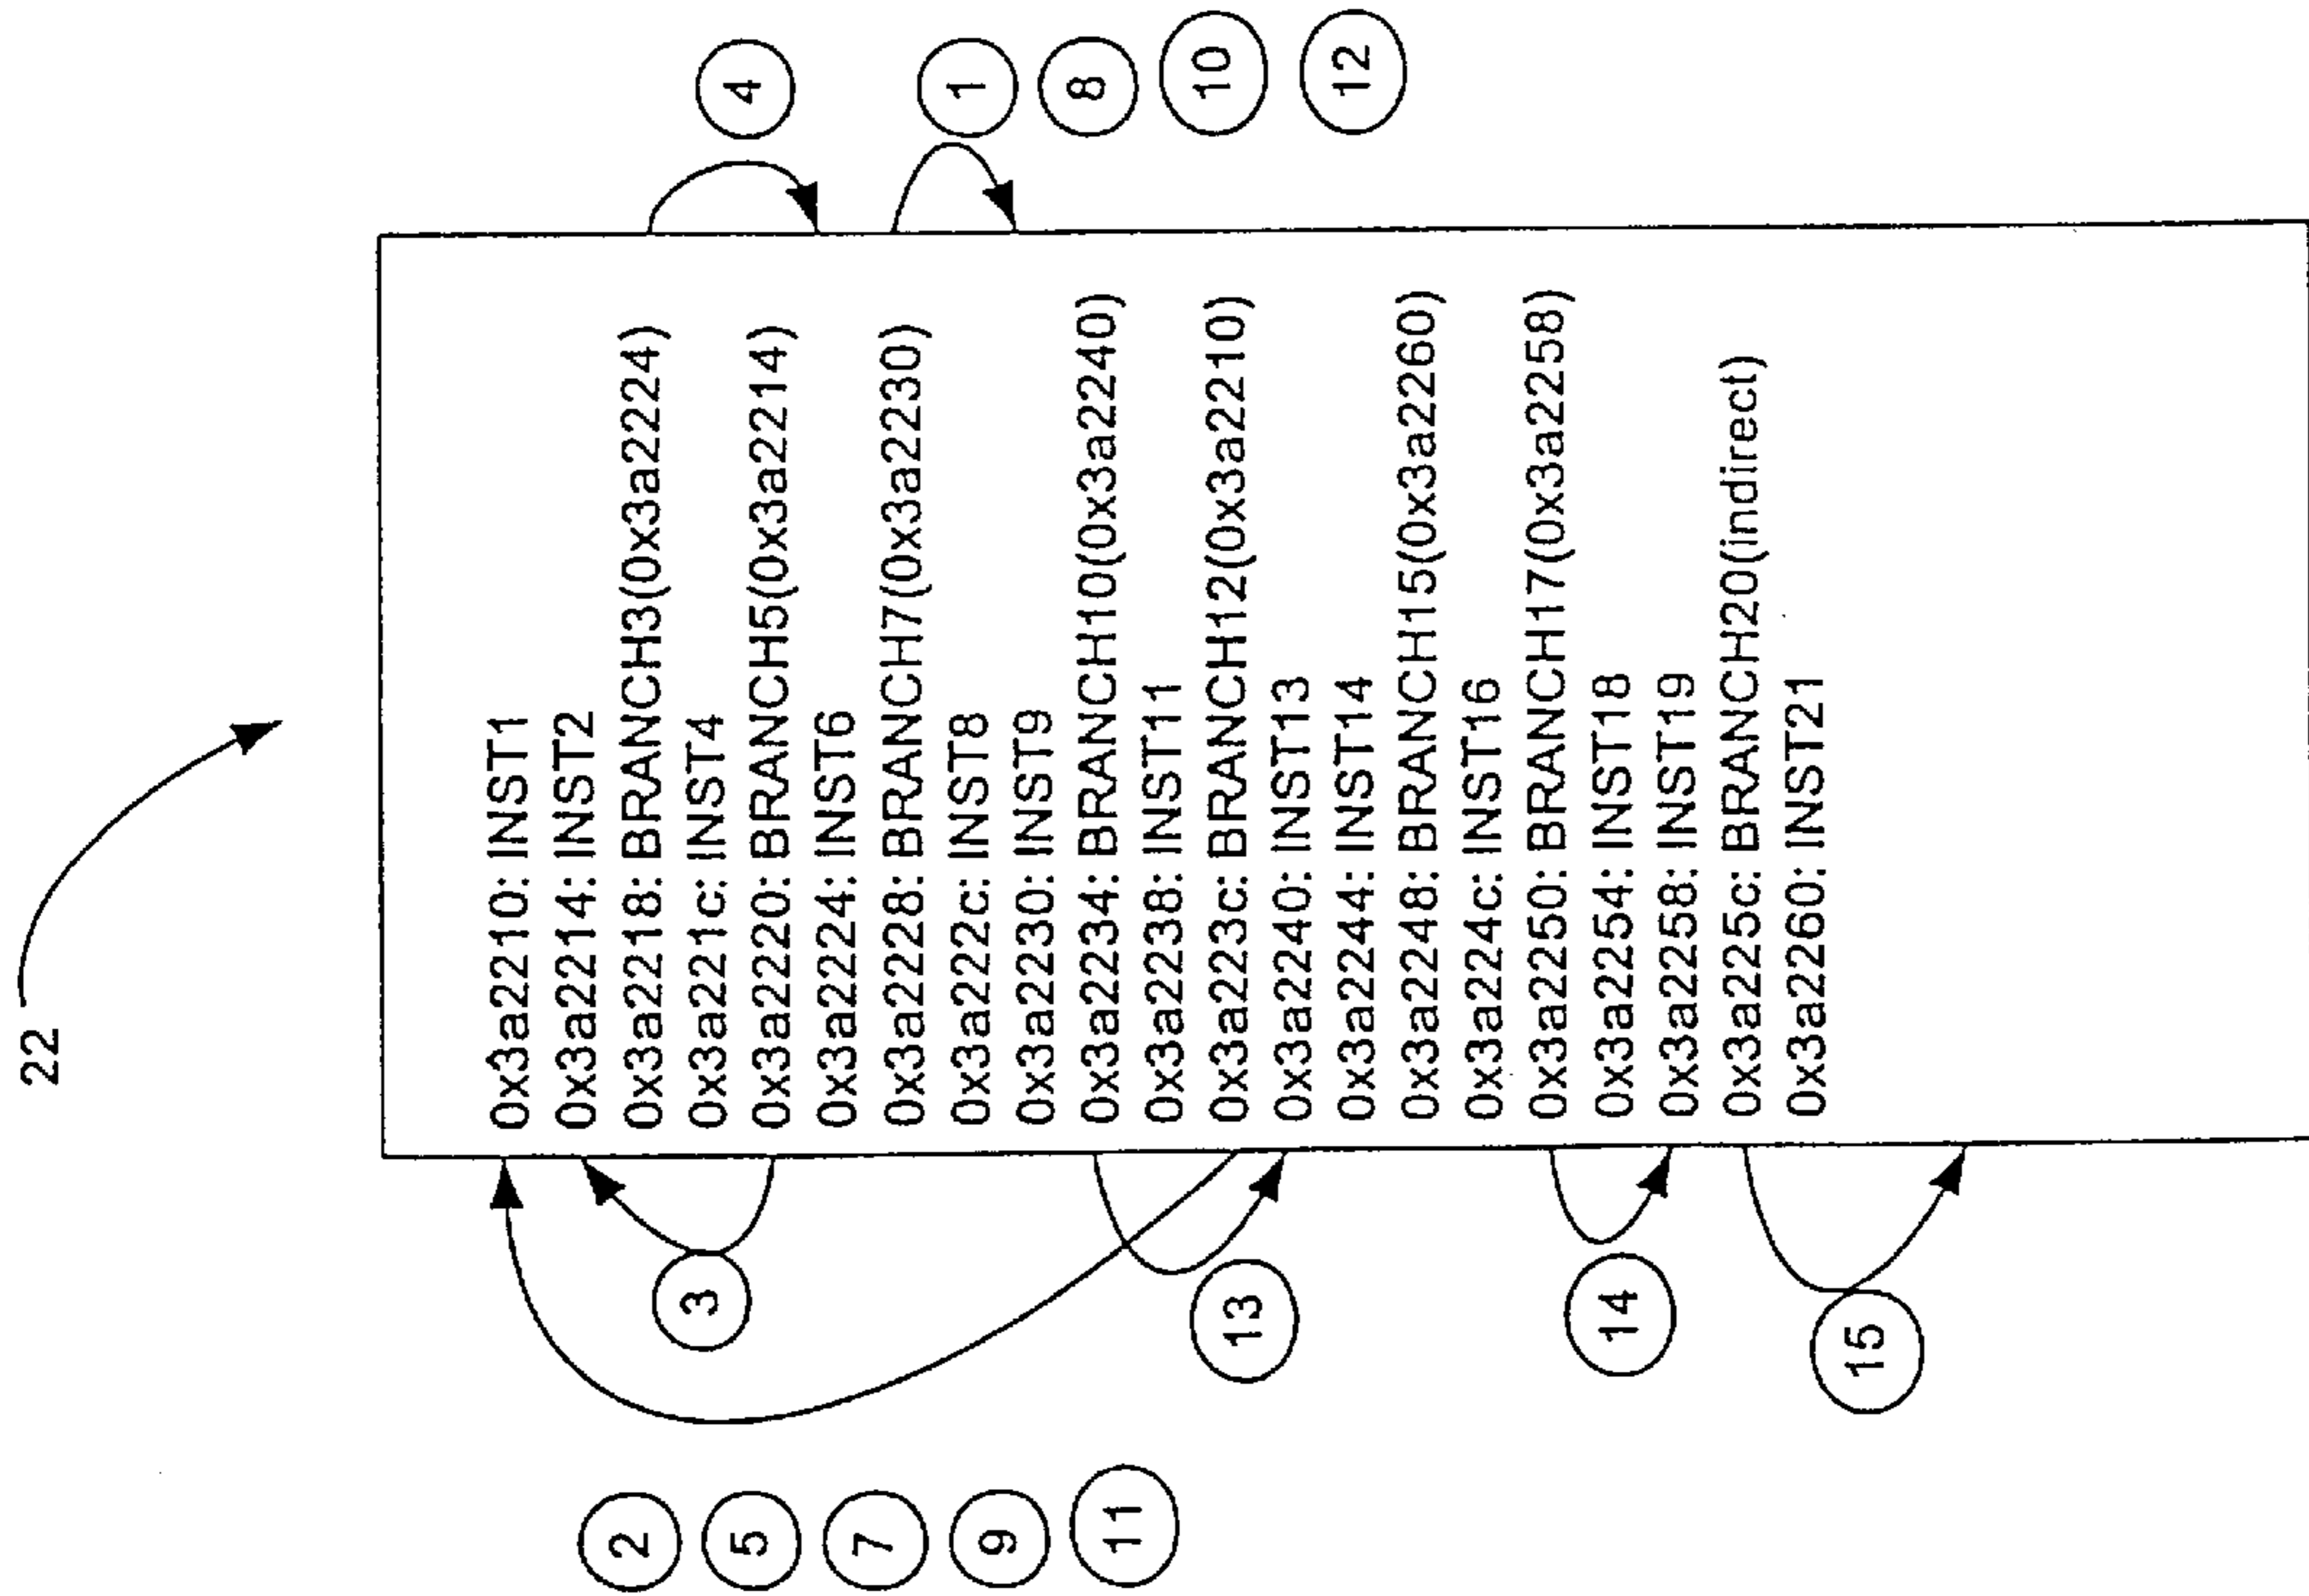 22
0x3a2210: INST1
0x3a2214: INST2
0x3a2218: BRANCH3(0x3a2224)
0x3a221c: INST4
0x3a2220: BRANCH5(0x3a2214)
0x3a2224: INST6
0x3a2228: BRANCH7(0x3a2230)
0x3a222c: INST8
0x3a2230: INST9
0x3a2234: BRANCH10(0x3a2240)
0x3a2238: INST11
0x3a223c: BRANCH12(0x3a2210)
0x3a2240: INST13
0x3a2244: INST14
0x3a2248: BRANCH15(0x3a2260)
0x3a224c: INST16
0x3a2250: BRANCH17(0x3a2258)
0x3a2254: INST18
0x3a2258: INST19
0x3a225c: BRANCH20(indirect)
0x3a2260: INST21
4
1
8
10
12
3
13
14
15
2
5
7
9
11